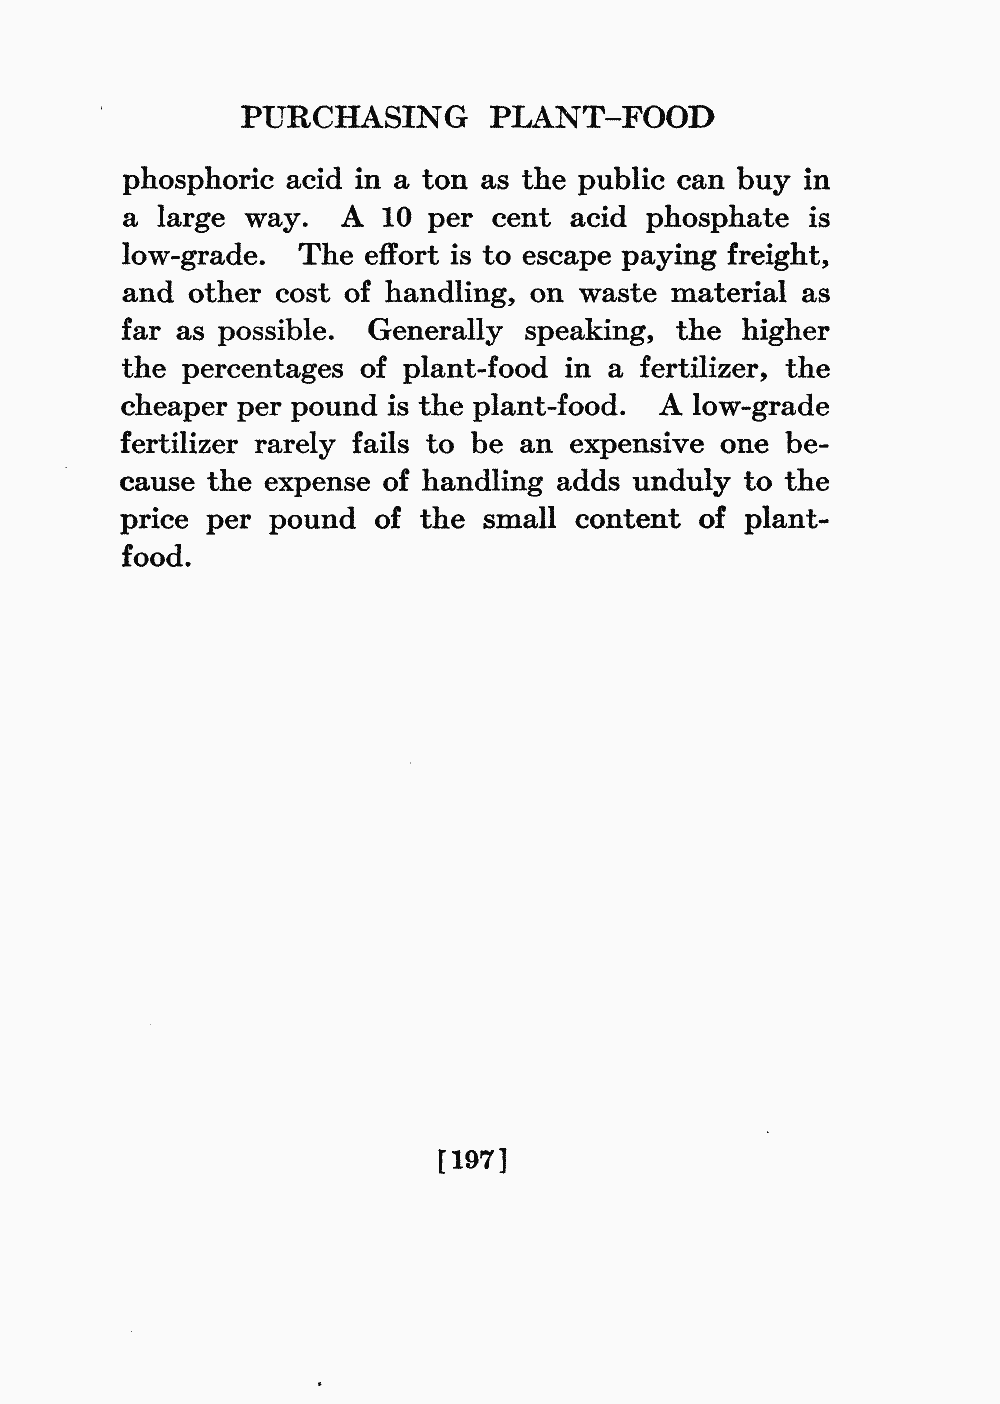 PURCHASING PLANT-FOOD
phosphoric acid in a ton as the public can buy in
a large way. A 10 per cent acid phosphate is
low-grade. The effort is to escape paying freight,
and other cost of handling, on waste material as
far as possible. Generally speaking, the higher
the percentages of plant-food in a fertilizer, the
cheaper per pound is the plant-food. A low-grade
fertilizer rarely fails to be an expensive one be-
cause the expense of handling adds unduly to the
price per pound of the small content of plant-
food.
[197]